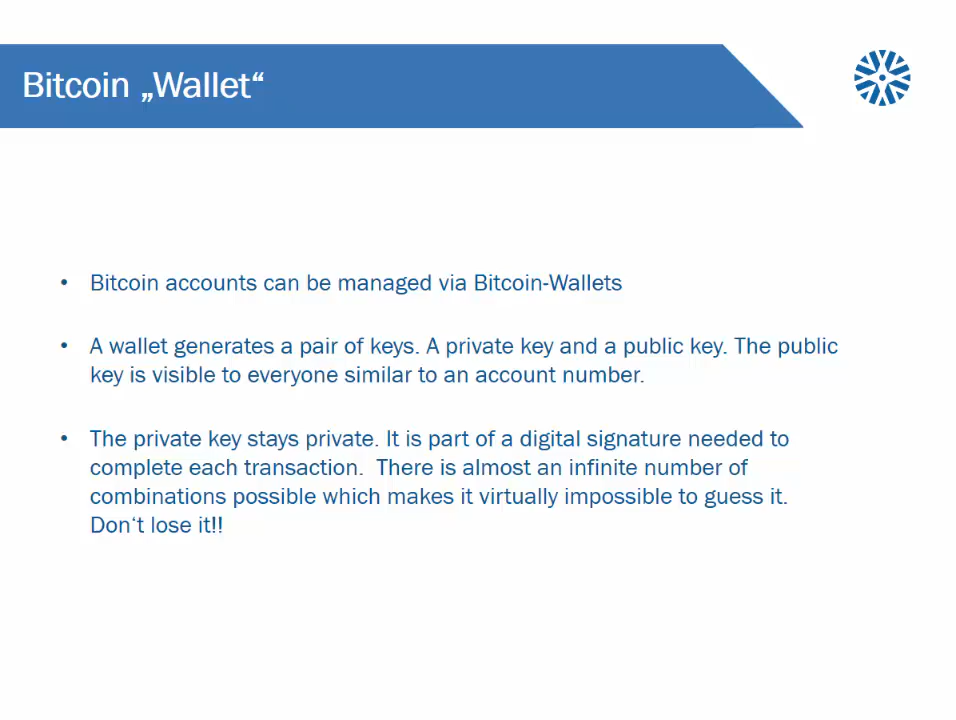 Bitcoin „Wallet“
• Bitcoin accounts can be managed via Bitcoin-Wallets
• A wallet generates a pair of keys. A private key and a public key. The public
key is visible to everyone similar to an account number.
• The private key stays private. It is part of a digital signature needed to
complete each transaction.  There is almost an infinite number of
combinations possible which makes it virtually impossible to guess it.
Don‘t lose it!!